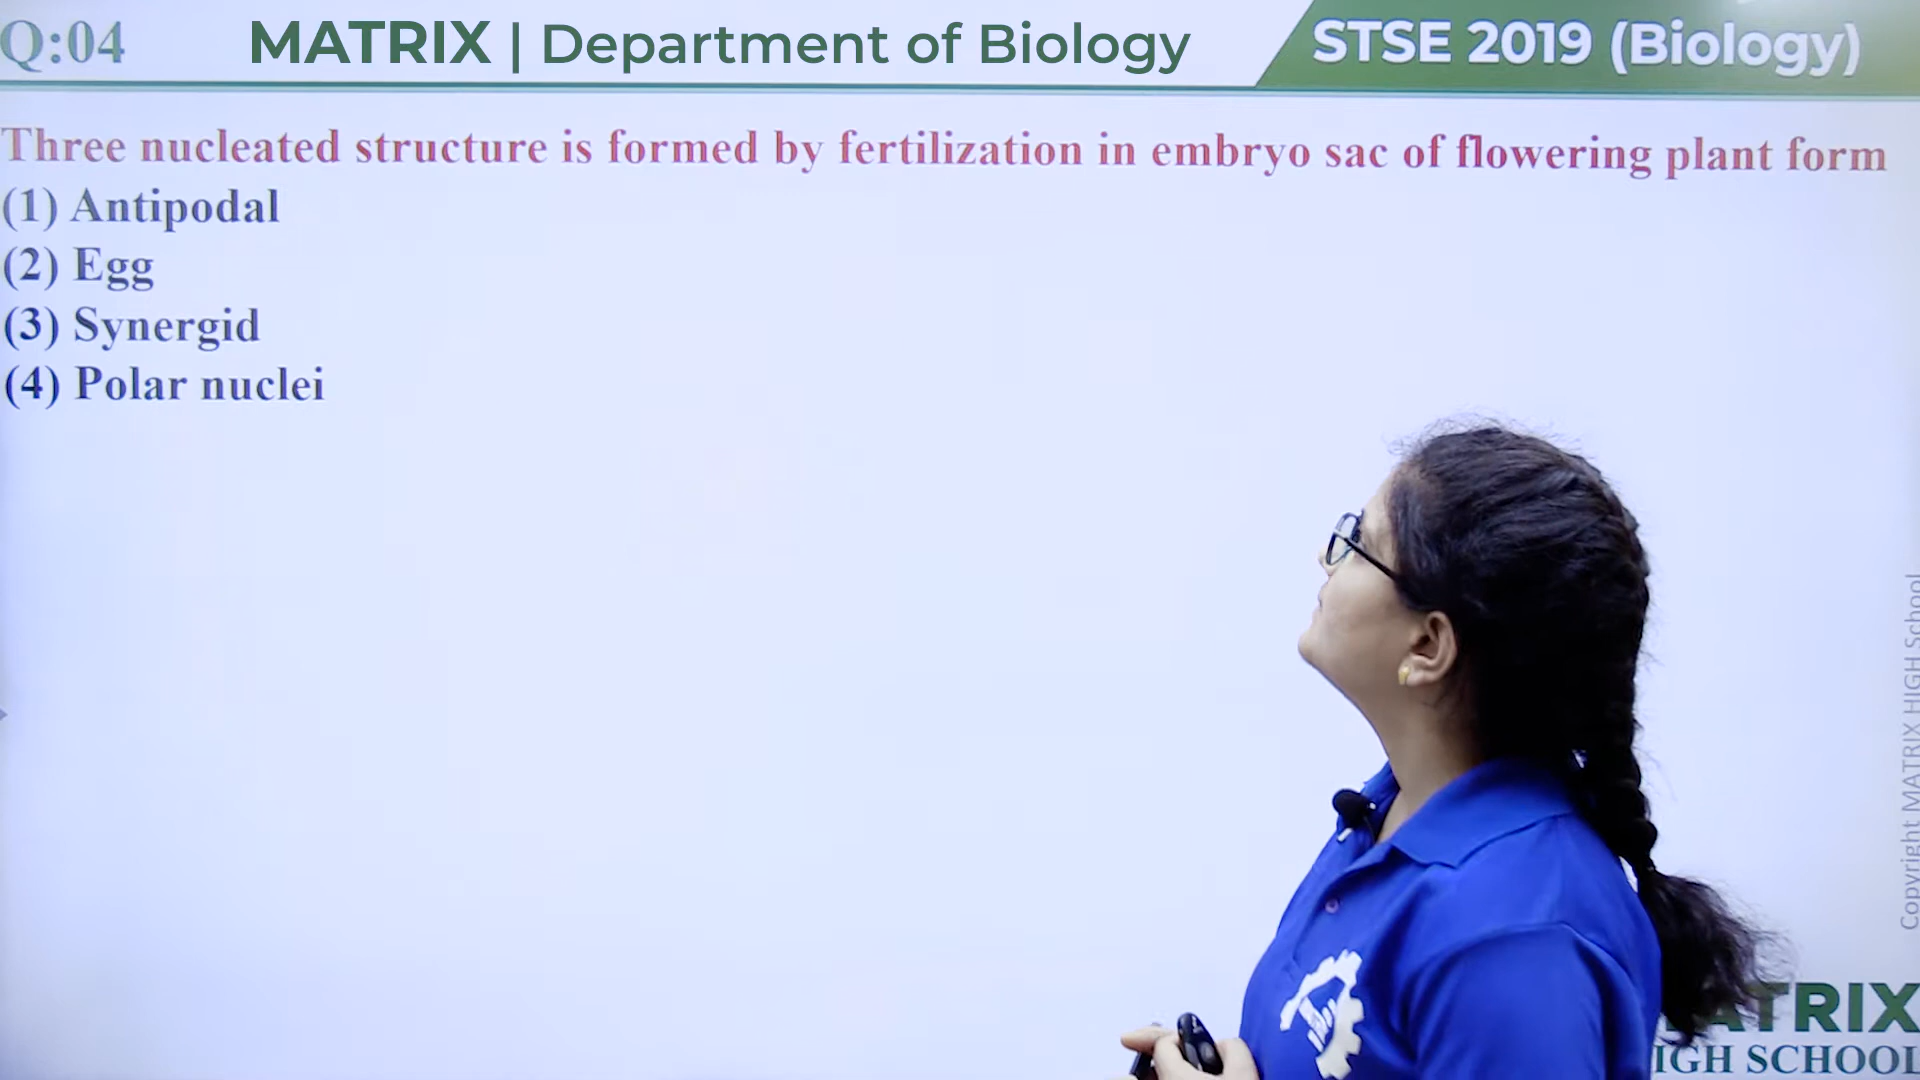 Q:04
MATRIX | Department of Biology
STSE 2019 (Biology)
Three nucleated structure is formed by fertilization in embryo sac of flowering plant form
(1) Antipodal
(2) Egg
(3) Synergid
(4) Polar nuclei
Copyright MATRIX HIGH School
ATRIX
IGH SCHOOL